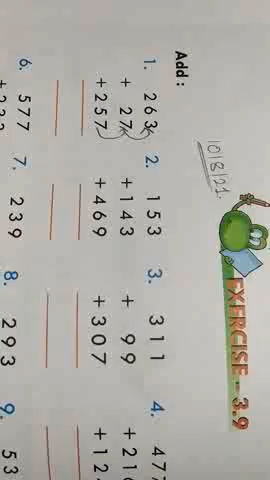 10/8/21
EXERCISE – 3.9
Add :
1. 263 2. 153 3. 311 4. 477
+ 27 +143 + 99 +21
+257 +469 +307 +12
6. 577 7. 239 8. 293 9. 53